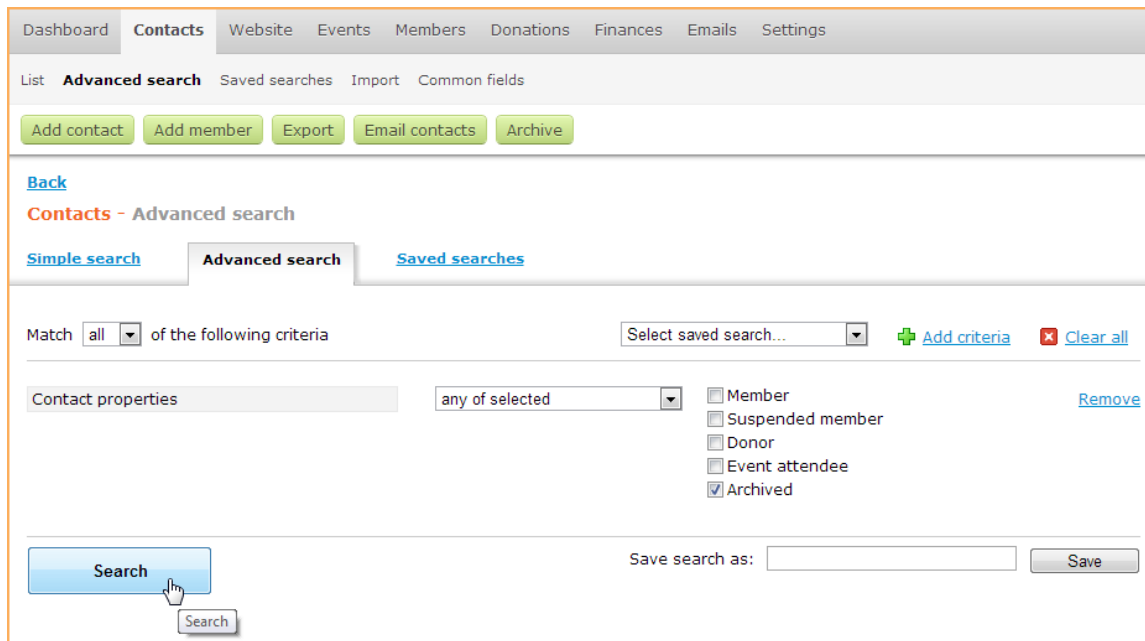 Dashboard Contacts Website Events Members Donations Finances Emails Settings
List Advanced search Saved searches Import Common fields
Add contact Add member Export Email contacts Archive
Back
Contacts - Advanced search
Simple search Advanced search Saved searches
Match all of the following criteria Select saved search... Add criteria Clear all
Contact properties any of selected Member Remove
Suspended member
Donor
Event attendee
Archived
Search Save search as: Save
Search